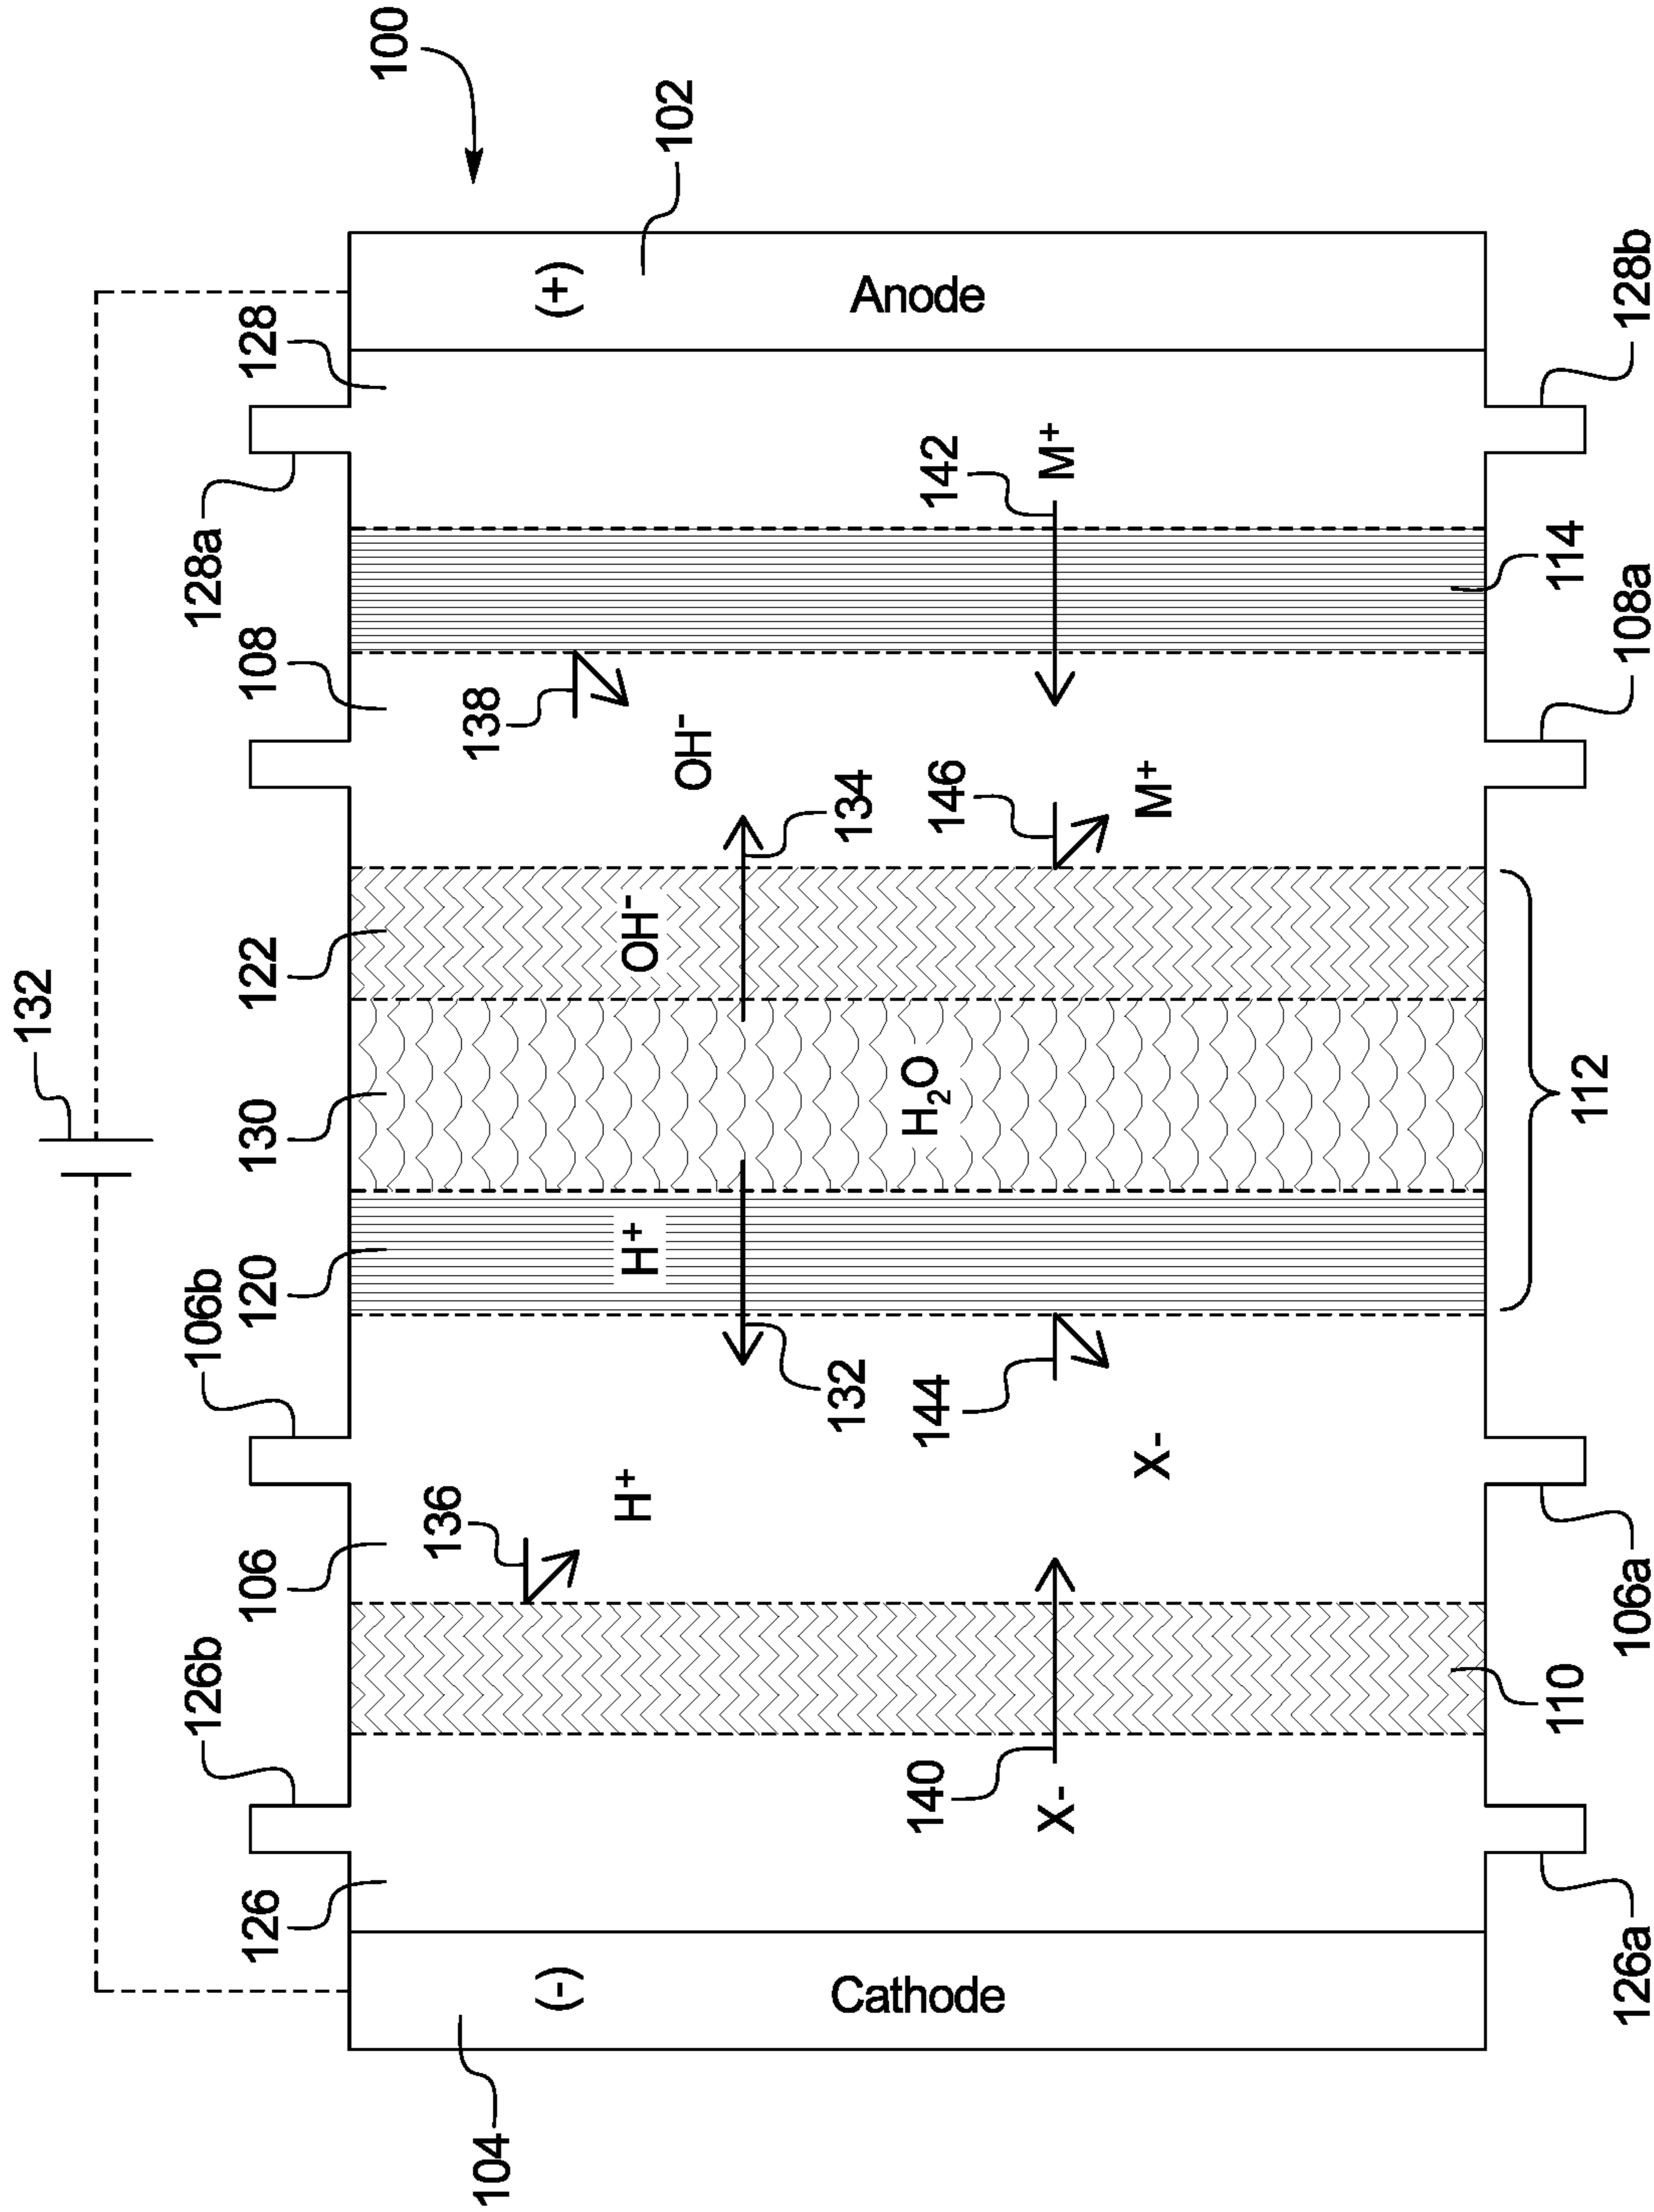 132
100
126
126b
106
106b
120
130
122
108
128a
128
104
(-)
(+)
102
136
138
H+
H+
OH-
OH-
132
134
Cathode
Anode
140
144
H2O
146
142
X-
X-
M+
M+
110
114
126a
106a
112
108a
128b